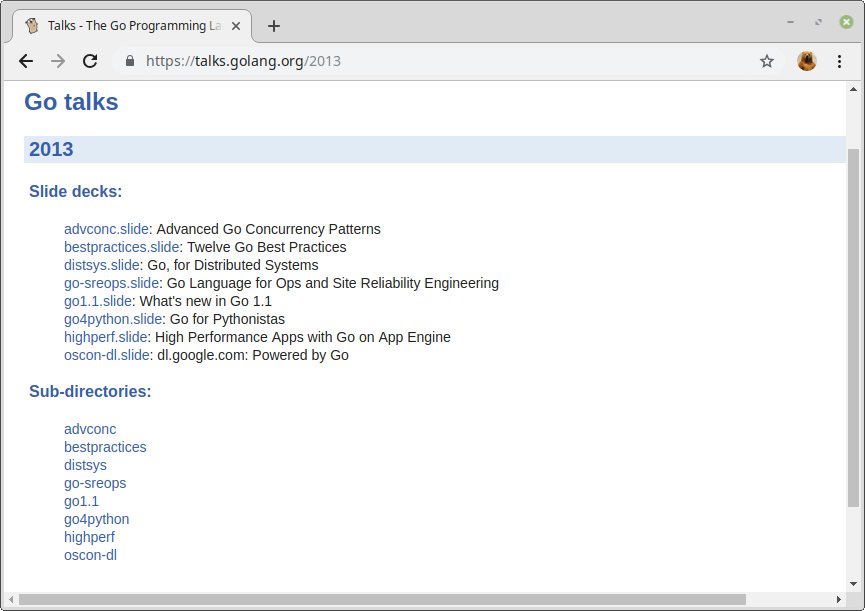 Talks - The Go Programming La
https://talks.golang.org/2013
Go talks
2013
Slide decks:
advconc.slide: Advanced Go Concurrency Patterns
bestpractices.slide: Twelve Go Best Practices
distsys.slide: Go, for Distributed Systems
go-sreops.slide: Go Language for Ops and Site Reliability Engineering
go1.1.slide: What's new in Go 1.1
go4python.slide: Go for Pythonistas
highperf.slide: High Performance Apps with Go on App Engine
oscon-dl.slide: dl.google.com: Powered by Go
Sub-directories:
advconc
bestpractices
distsys
go-sreops
go1.1
go4python
highperf
oscon-dl